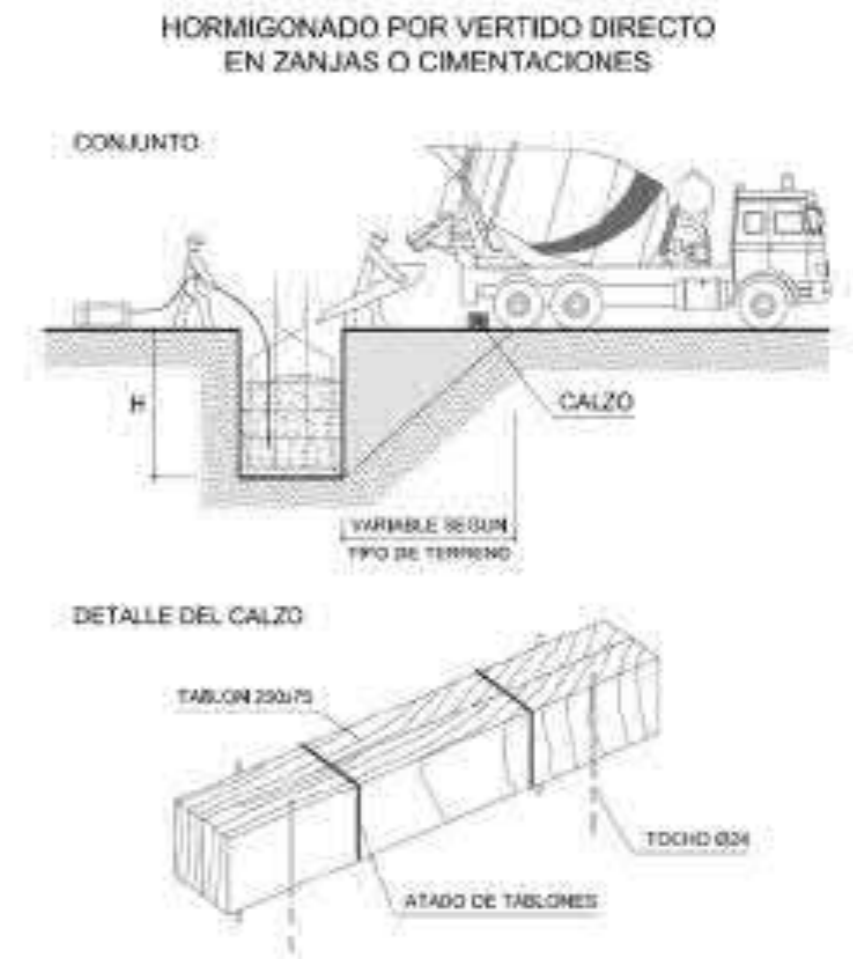 HORMIGONADO POR VERTIDO DIRECTO
EN ZANJAS O CIMENTACIONES
CONJUNTO
H
CALZO
VARIABLE SEGUN
TIPO DE TERRENO
DETALLE DEL CALZO
TABLON 200x75
TOCHO Ø24
ATADO DE TABLONES